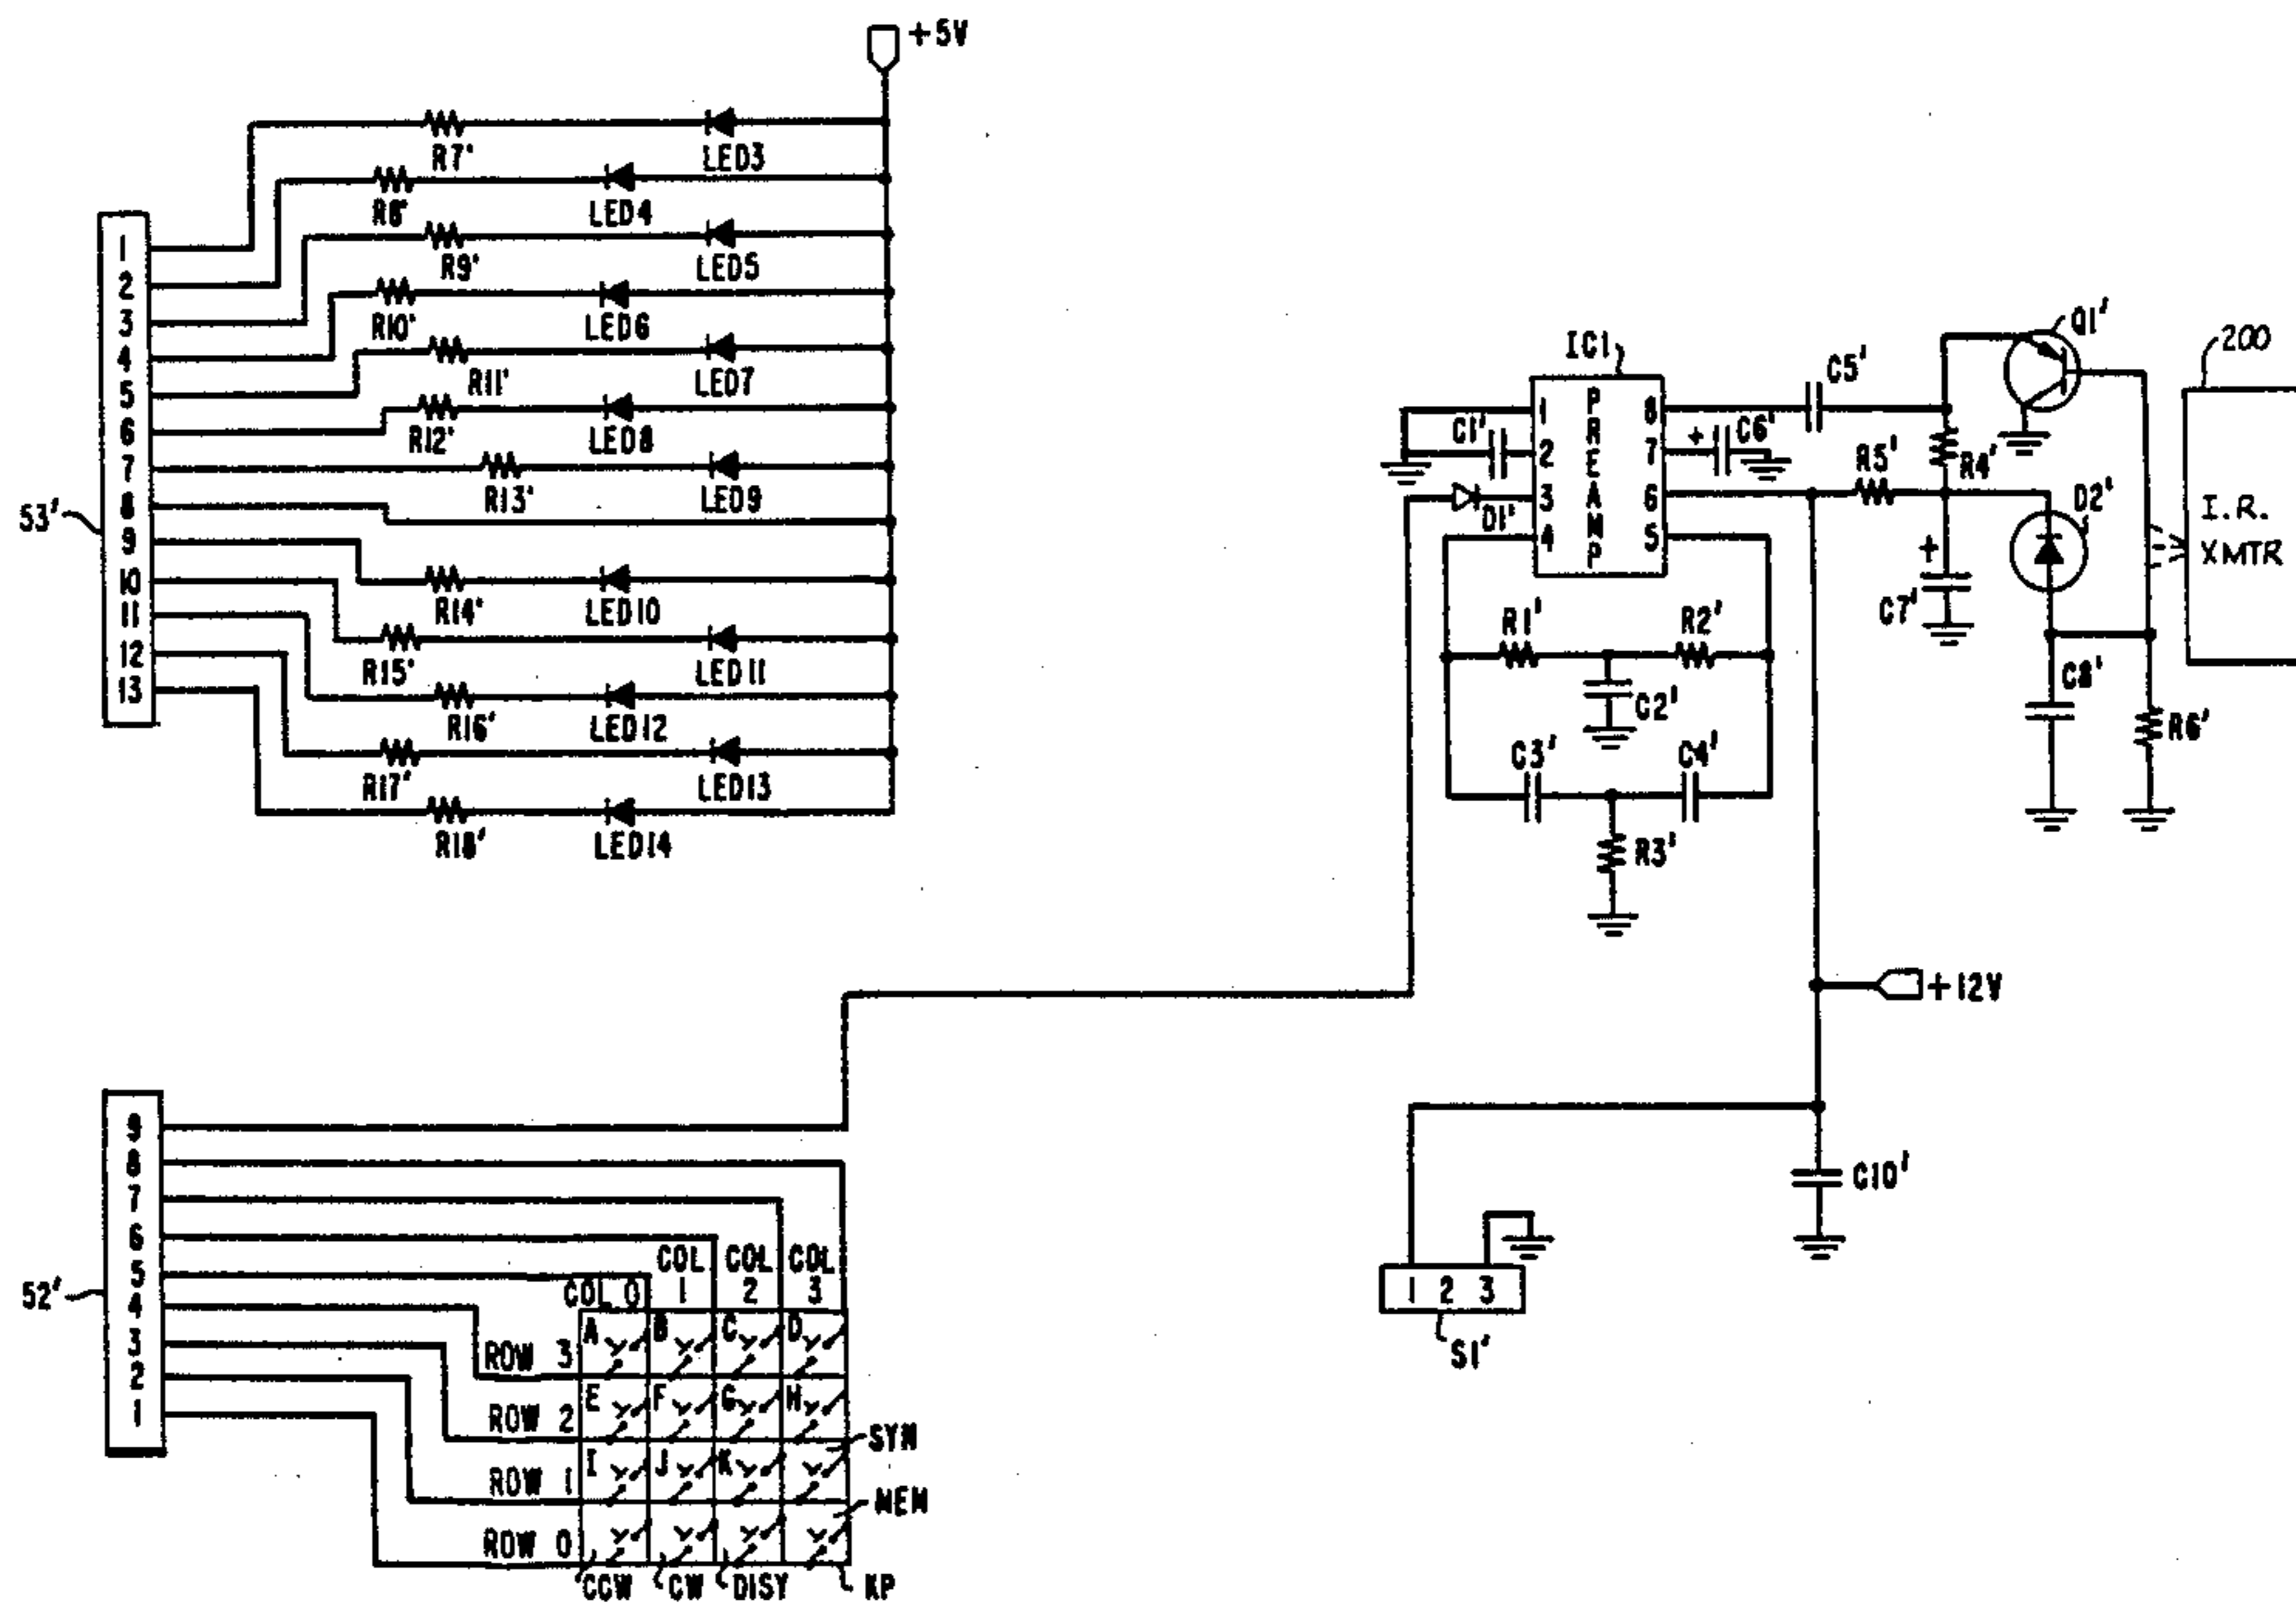 +5V
R7'
LED3
R8'
LED4
R9'
LED5
R10'
LED6
R11'
LED7
R12'
LED8
R13'
LED9
R14'
LED10
R15'
LED11
R16'
LED12
R17'
LED13
R18'
LED14
1
2
3
4
5
6
7
8
9
10
11
12
13
53'
IC1
PREAMP
1
2
3
4
8
7
6
5
C1'
D1'
C5'
C6'
Q1'
R5'
R4'
D2'
C7'
200
I.R.
XMTR
R1'
R2'
C2'
C3'
C4'
R3'
C8'
R6'
+12V
C10'
1 2 3
S1'
9
8
7
6
5
4
3
2
1
52'
COL 0
COL 1
COL 2
COL 3
ROW 3
A B C D
ROW 2
E F G H
ROW 1
I J K
SYM
ROW 0
MEM
CCW CW DISY KP